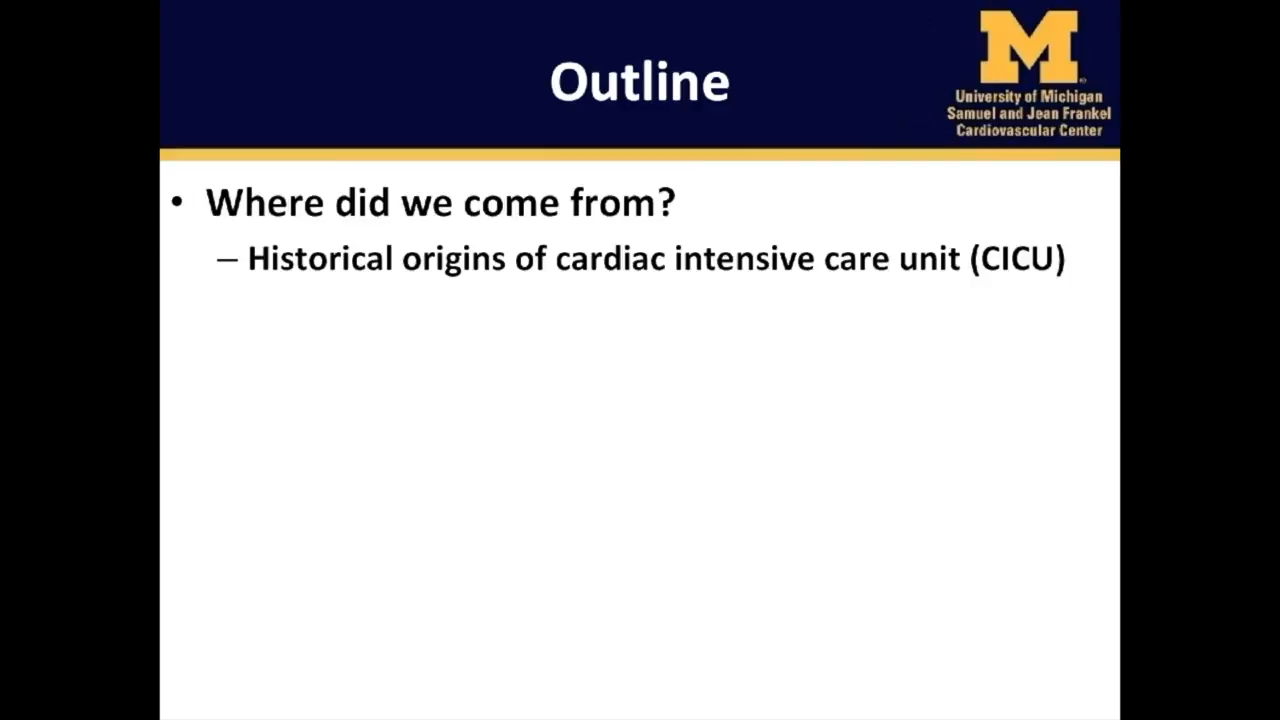 Outline
M
University of Michigan
Samuel and Jean Frankel
Cardiovascular Center
• Where did we come from?
– Historical origins of cardiac intensive care unit (CICU)